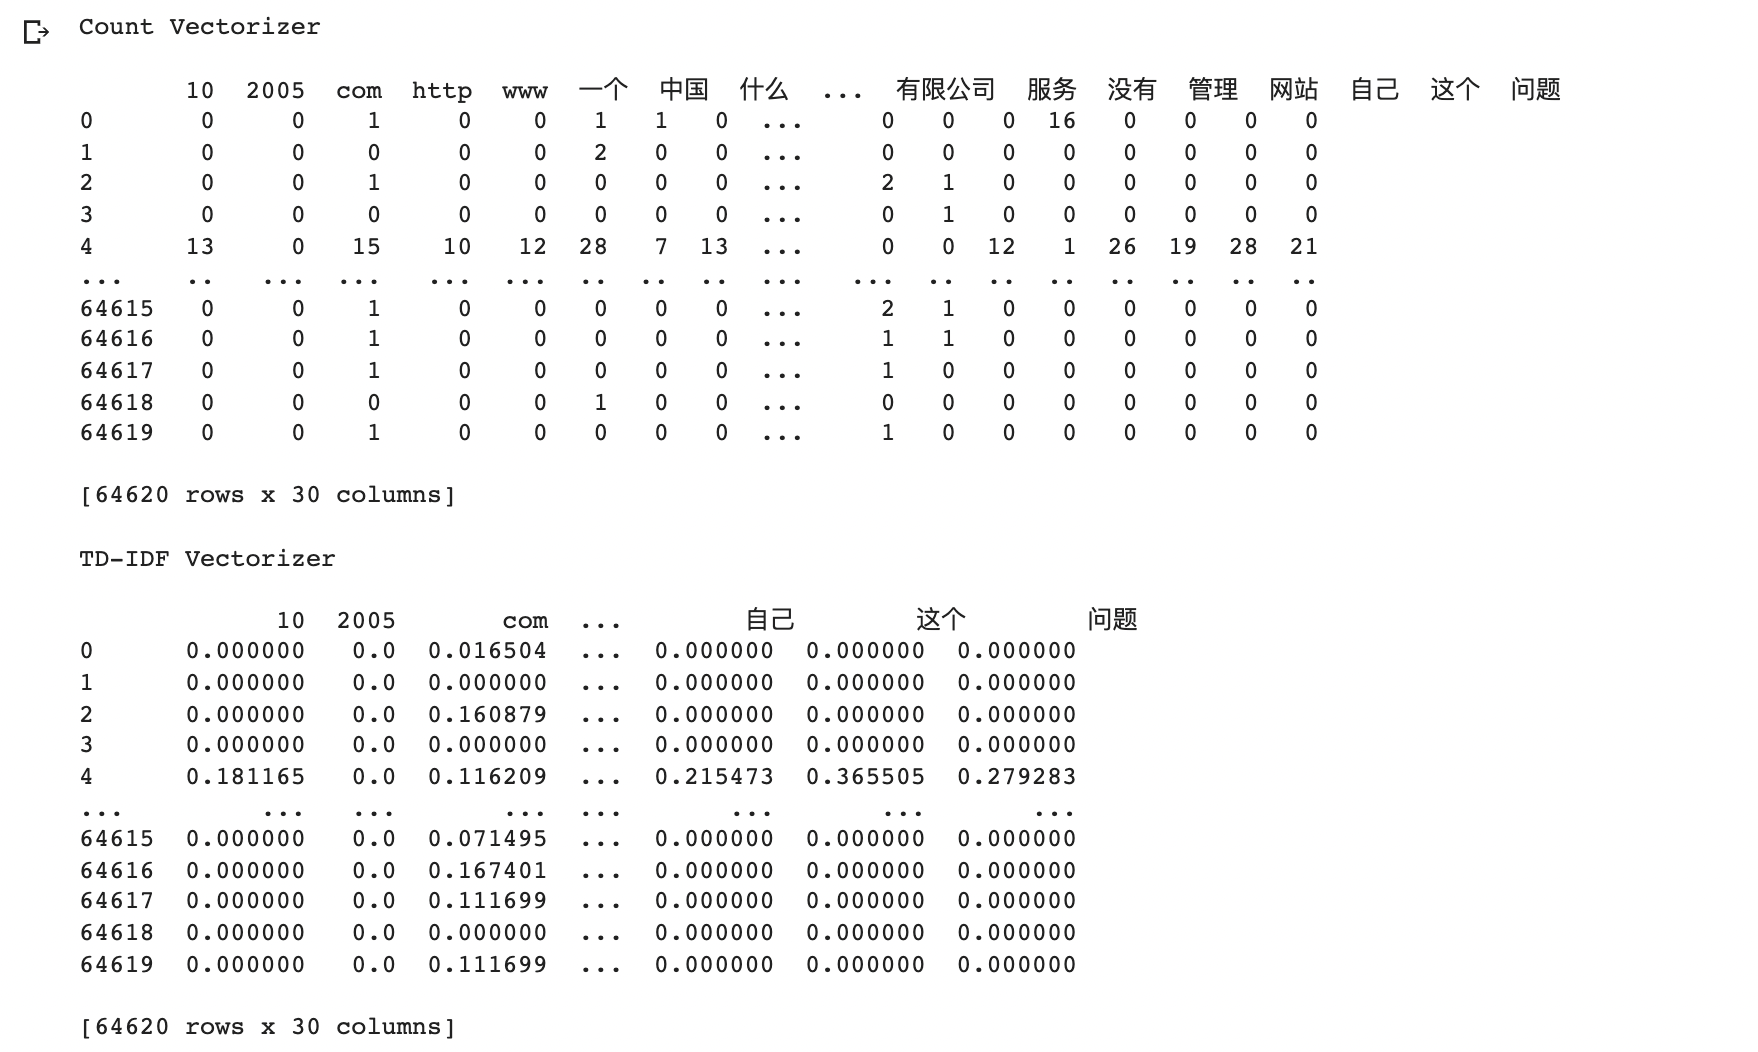 Count Vectorizer
10 2005 com http www 一个 中国 什么 ... 有限公司 服务 没有 管理 网站 自己 这个 问题
0 0 0 1 0 0 1 1 0 ... 0 0 0 16 0 0 0 0
1 0 0 0 0 0 2 0 0 ... 0 0 0 0 0 0 0 0
2 0 0 1 0 0 0 0 0 ... 2 1 0 0 0 0 0 0
3 0 0 0 0 0 0 0 0 ... 0 1 0 0 0 0 0 0
4 13 0 15 10 12 28 7 13 ... 0 0 12 1 26 19 28 21
... .. ... ... ... ... .. .. .. ... ... .. .. .. .. .. .. ..
64615 0 0 1 0 0 0 0 0 ... 2 1 0 0 0 0 0 0
64616 0 0 1 0 0 0 0 0 ... 1 1 0 0 0 0 0 0
64617 0 0 1 0 0 0 0 0 ... 1 0 0 0 0 0 0 0
64618 0 0 0 0 0 1 0 0 ... 0 0 0 0 0 0 0 0
64619 0 0 1 0 0 0 0 0 ... 1 0 0 0 0 0 0 0
[64620 rows x 30 columns]
TD-IDF Vectorizer
10 2005 com ... 自己 这个 问题
0 0.000000 0.0 0.016504 ... 0.000000 0.000000 0.000000
1 0.000000 0.0 0.000000 ... 0.000000 0.000000 0.000000
2 0.000000 0.0 0.160879 ... 0.000000 0.000000 0.000000
3 0.000000 0.0 0.000000 ... 0.000000 0.000000 0.000000
4 0.181165 0.0 0.116209 ... 0.215473 0.365505 0.279283
... ... ... ... ... ... ... ...
64615 0.000000 0.0 0.071495 ... 0.000000 0.000000 0.000000
64616 0.000000 0.0 0.167401 ... 0.000000 0.000000 0.000000
64617 0.000000 0.0 0.111699 ... 0.000000 0.000000 0.000000
64618 0.000000 0.0 0.000000 ... 0.000000 0.000000 0.000000
64619 0.000000 0.0 0.111699 ... 0.000000 0.000000 0.000000
[64620 rows x 30 columns]